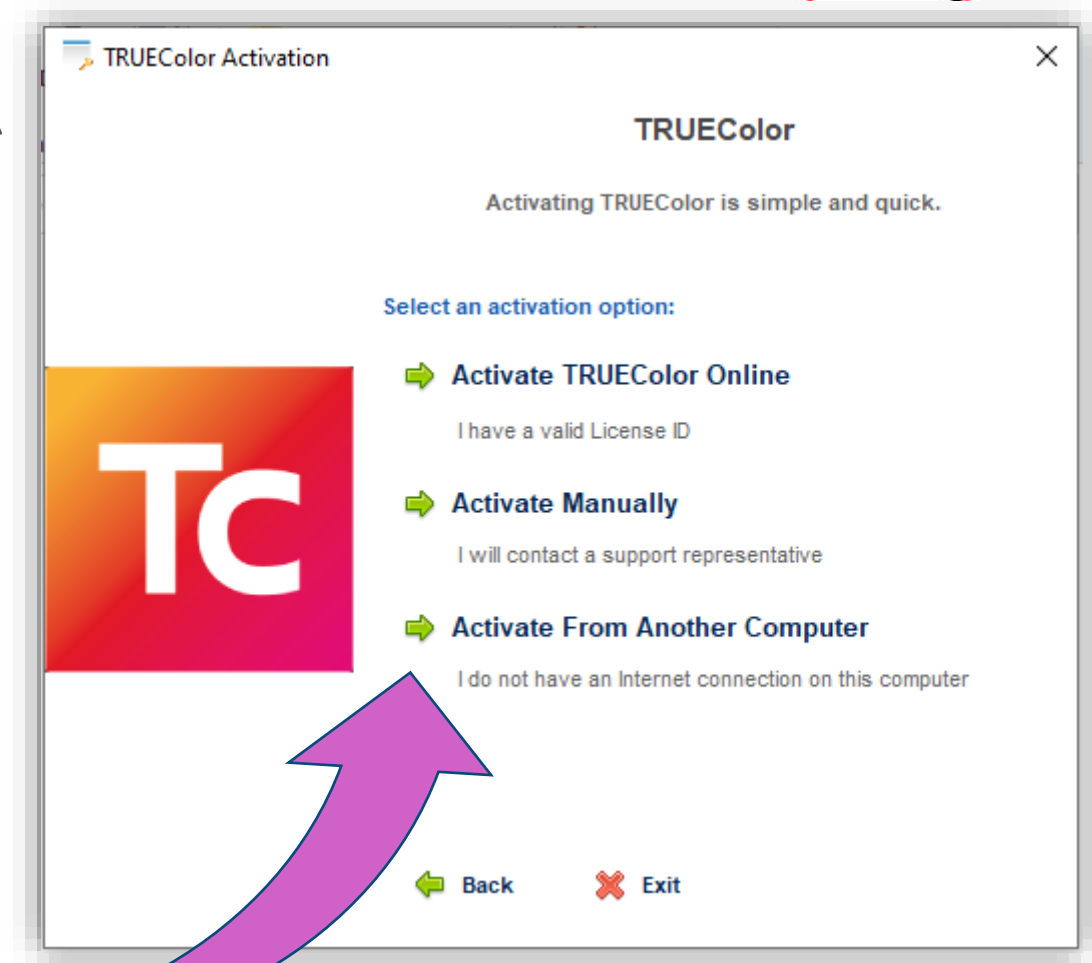 TRUEColor Activation
TRUEColor
Activating TRUEColor is simple and quick.
Select an activation option:
Activate TRUEColor Online
I have a valid License ID
Tc
Activate Manually
I will contact a support representative
Activate From Another Computer
I do not have an Internet connection on this computer
Back Exit